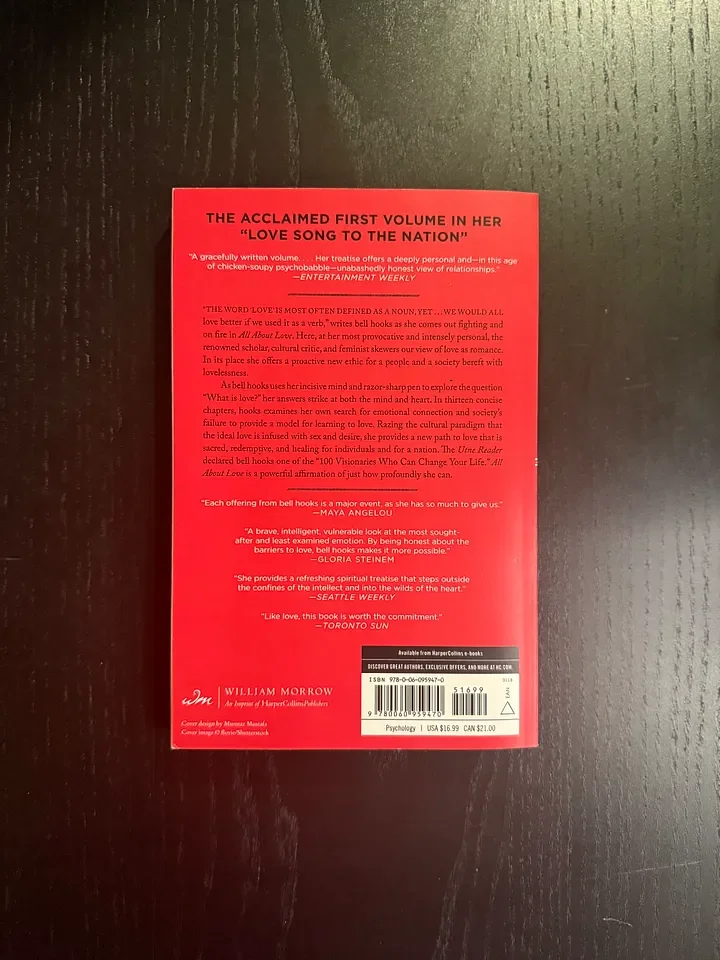 THE ACCLAIMED FIRST VOLUME IN HER
“LOVE SONG TO THE NATION”
“A gracefully written volume. . . . Her treatise offers a deeply personal and—in this age
of chicken-soupy psychobabble—unabashedly honest view of relationships.”
—ENTERTAINMENT WEEKLY
“THE WORD ‘LOVE’ IS MOST OFTEN DEFINED AS A NOUN, YET . . . WE WOULD ALL
love better if we used it as a verb,” writes bell hooks as she comes out fighting and
on fire in All About Love. Here, at her most provocative and intensely personal, the
renowned scholar, cultural critic, and feminist skewers our view of love as romance.
In its place she offers a proactive new ethic for a people and a society bereft with
lovelessness.
As bell hooks uses her incisive mind and razor-sharp pen to explore the question
“What is love?” her answers strike at both the mind and heart. In thirteen concise
chapters, hooks examines her own search for emotional connection and society’s
failure to provide a model for learning to love. Razing the cultural paradigm that
the ideal love is infused with sex and desire, she provides a new path to love that is
sacred, redemptive, and healing for individuals and for a nation. The Utne Reader
declared bell hooks one of the “100 Visionaries Who Can Change Your Life.” All
About Love is a powerful affirmation of just how profoundly she can.
“Each offering from bell hooks is a major event, as she has so much to give us.”
—MAYA ANGELOU
“A brave, intelligent, vulnerable look at the most sought-
after and least examined emotion. By being honest about the
barriers to love, bell hooks makes it more possible.”
—GLORIA STEINEM
“She provides a refreshing spiritual treatise that steps outside
the confines of the intellect and into the wilds of the heart.”
—SEATTLE WEEKLY
“Like love, this book is worth the commitment.”
—TORONTO SUN
Available from HarperCollins e-books
DISCOVER GREAT AUTHORS, EXCLUSIVE OFFERS, AND MORE AT HC.COM.
ISBN 978-0-06-095947-0
0118
51699
EAN
9 780060 959470
Psychology | USA $16.99 CAN $21.00
wm
WILLIAM MORROW
An Imprint of HarperCollinsPublishers
Cover design by Mumtaz Mustafa
Cover image © /Shutterstock